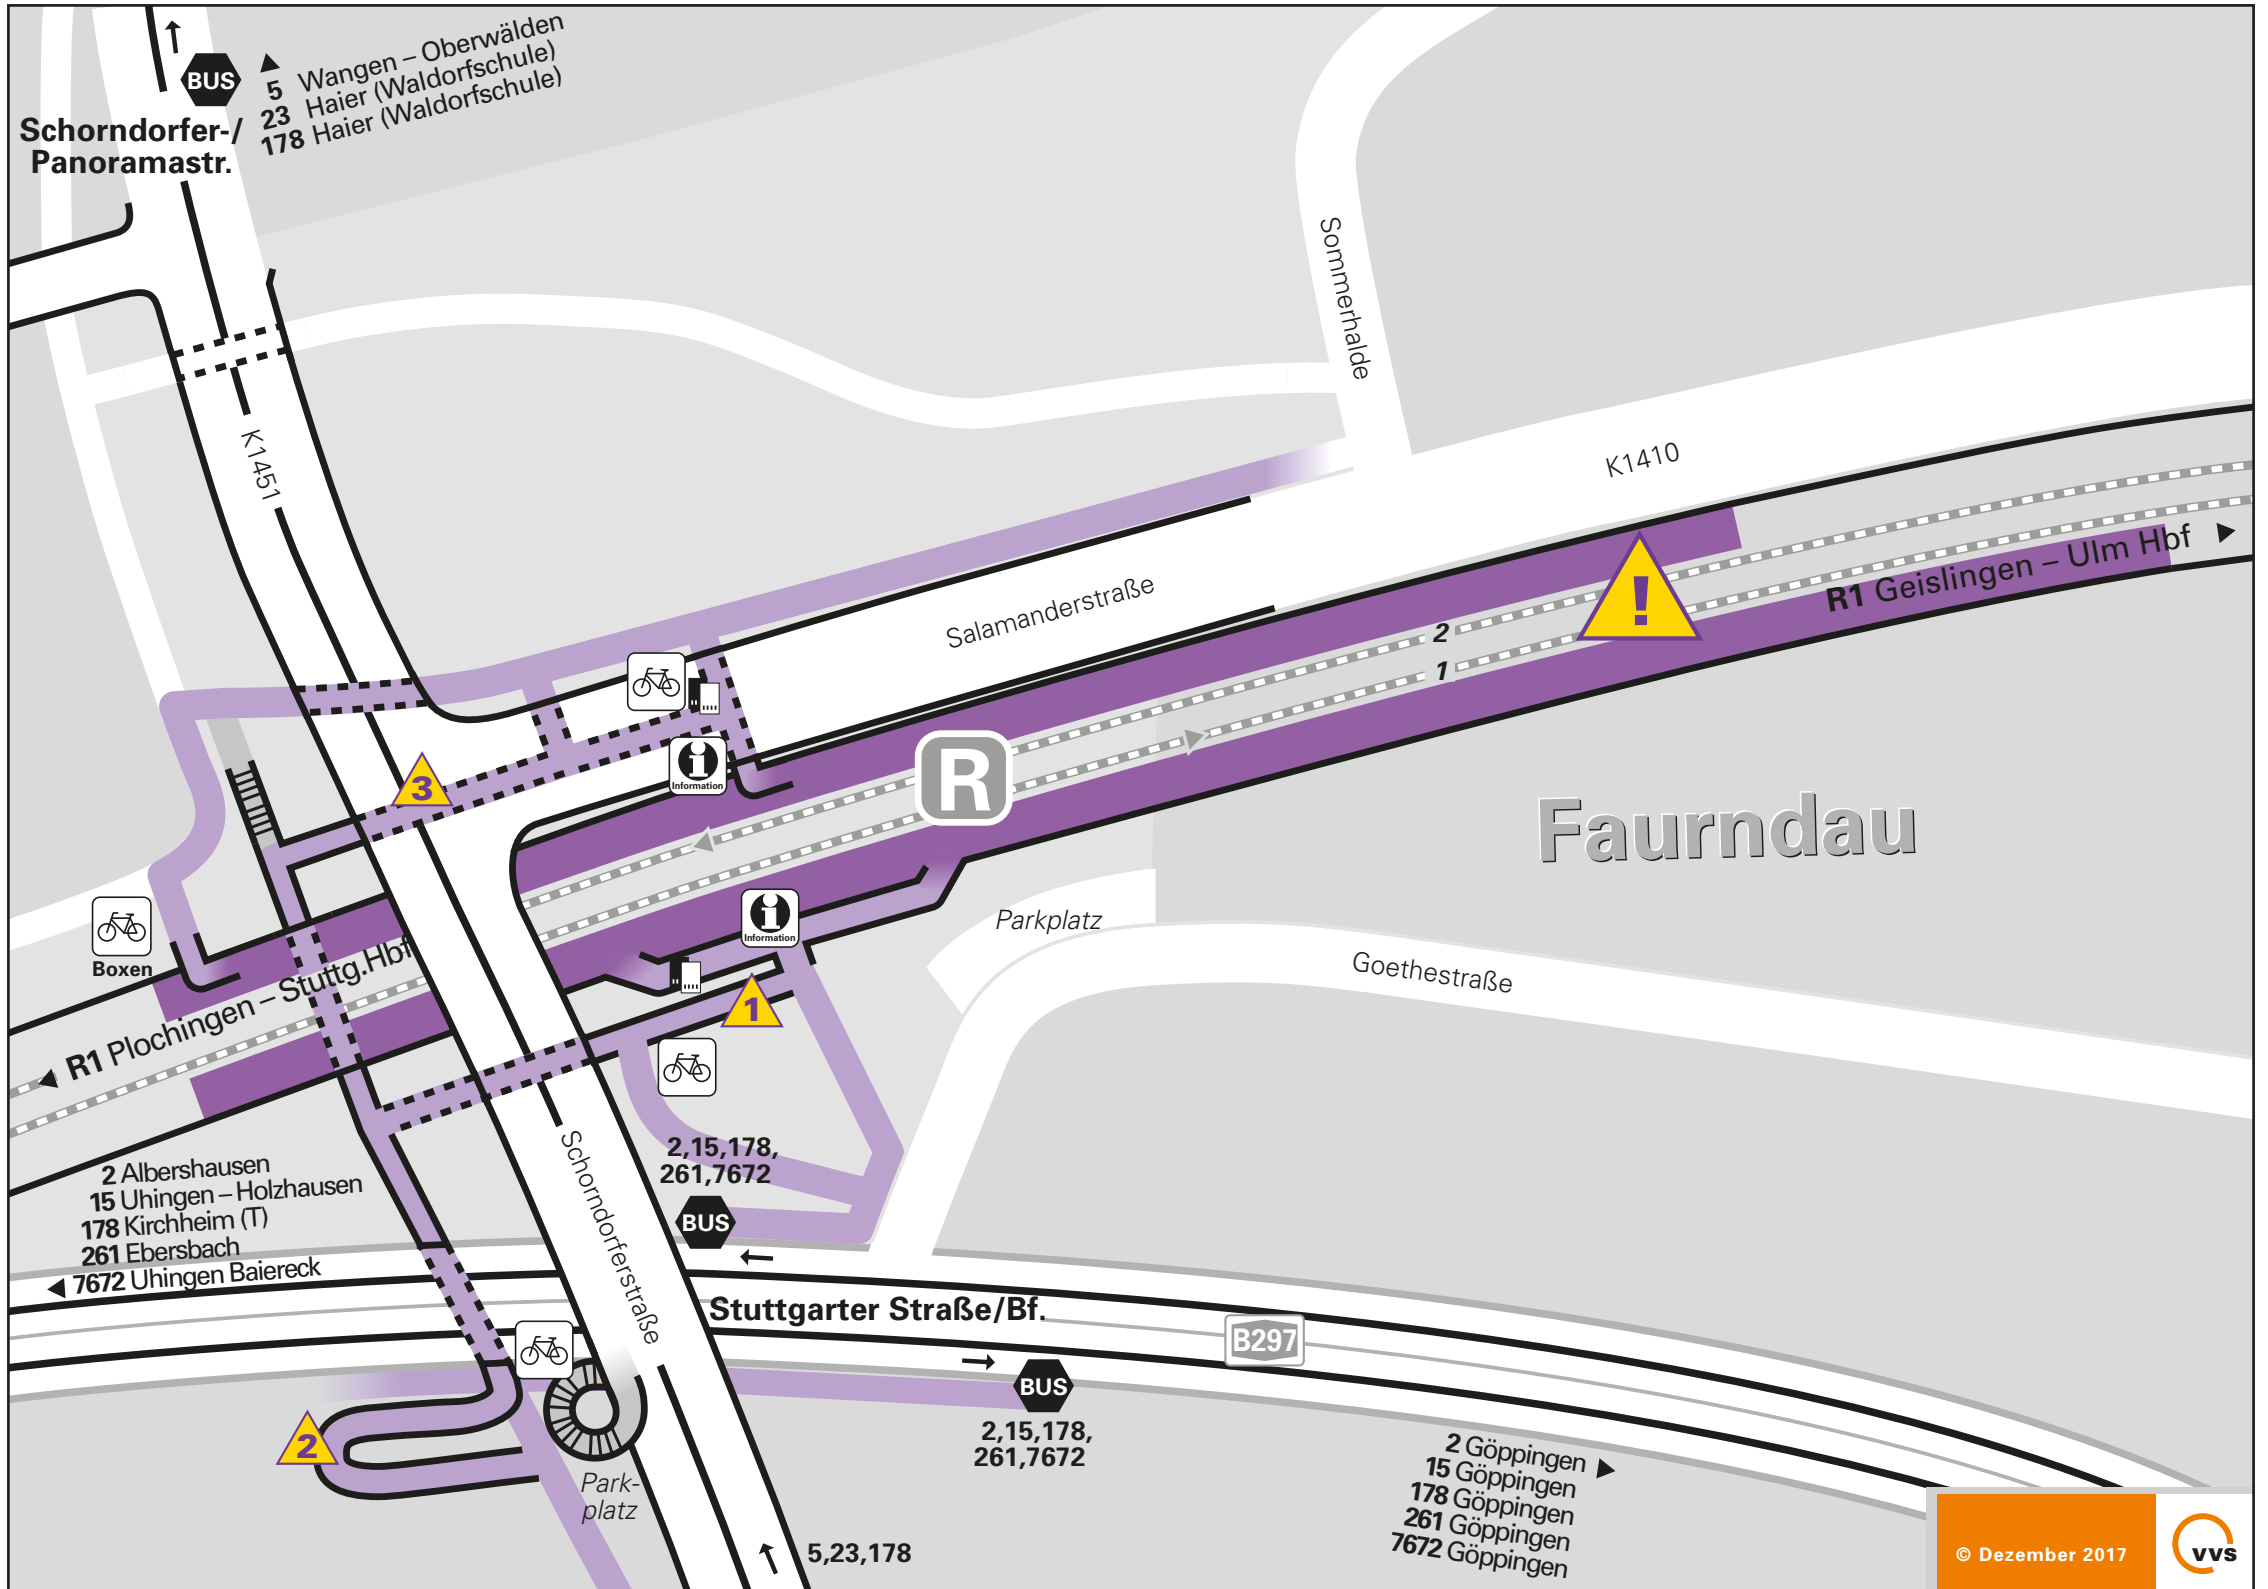 BUS
Schorndorfer-/
Panoramastr.
5 Wangen – Oberwälden
23 Haier (Waldorfschule)
178 Haier (Waldorfschule)
Sommerhalde
K1451
K1410
Salamanderstraße
2
1
!
R1 Geislingen – Ulm Hbf
3
Information
R
Faurndau
Information
Parkplatz
Goethestraße
Boxen
R1 Plochingen – Stuttg.Hbf
1
Schorndorferstraße
2,15,178,
261,7672
BUS
2 Albershausen
15 Uhingen – Holzhausen
178 Kirchheim (T)
261 Ebersbach
7672 Uhingen Baiereck
Stuttgarter Straße/Bf.
B297
BUS
2,15,178,
261,7672
2
Park-
platz
2 Göppingen
15 Göppingen
178 Göppingen
261 Göppingen
7672 Göppingen
5,23,178
© Dezember 2017
vvs